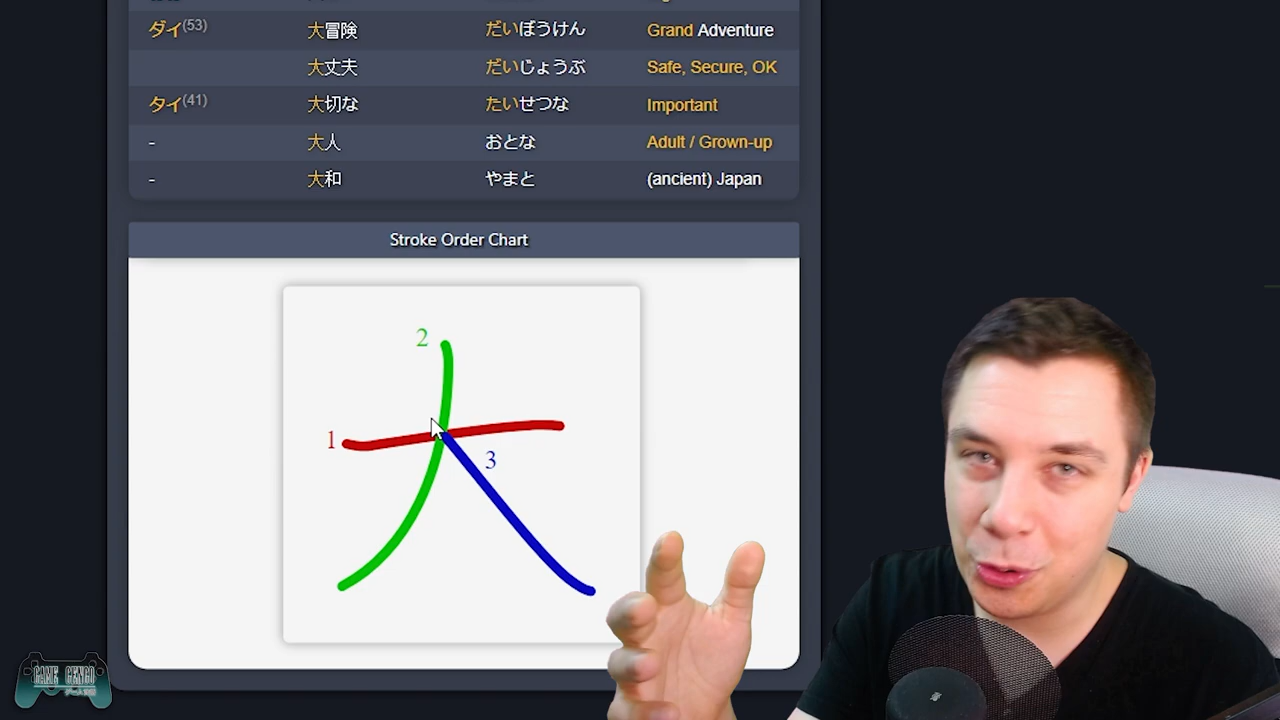 ダイ(53) 大冒険 だいぼうけん Grand Adventure
大丈夫 だいじょうぶ Safe, Secure, OK
タイ(41) 大切な たいせつな Important
- 大人 おとな Adult / Grown-up
- 大和 やまと (ancient) Japan
Stroke Order Chart
2
1
3
大
GAME GENGO